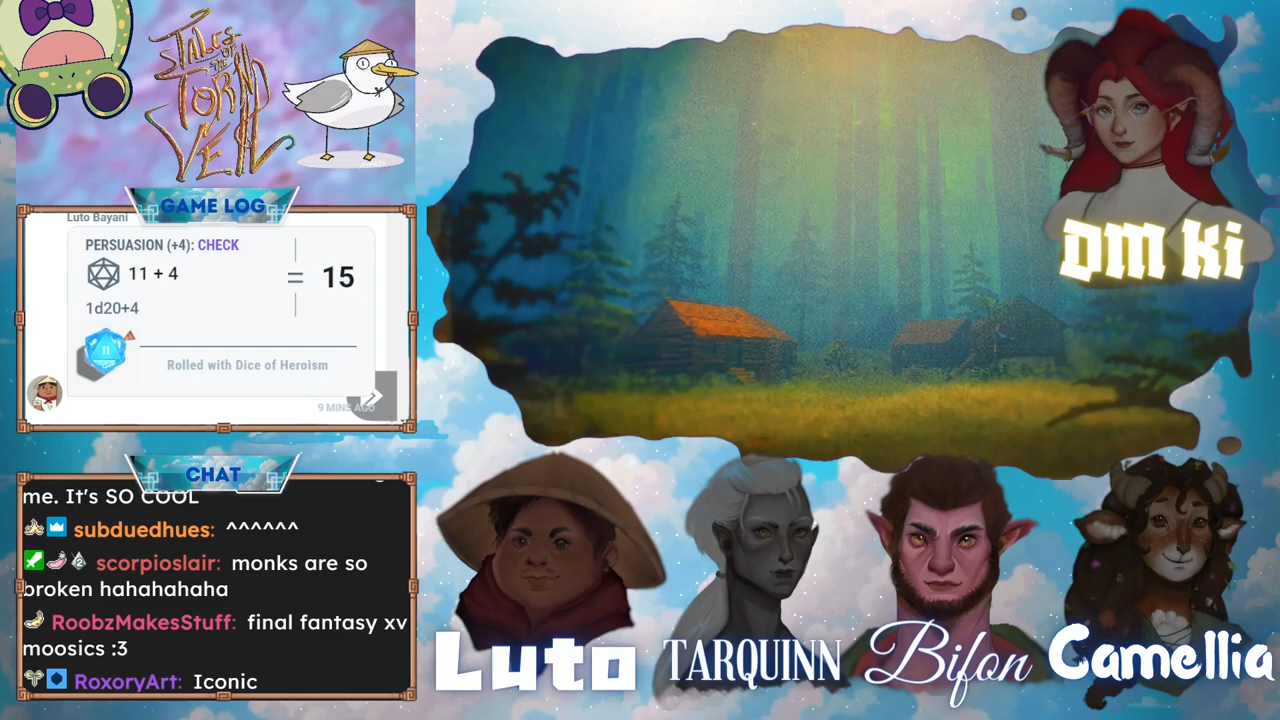 TALES
OF
THE
TORN
VEIL
GAME LOG
Luto Bayani
PERSUASION (+4): CHECK
11 + 4
= 15
1d20+4
11
Rolled with Dice of Heroism
9 MINS AGO
CHAT
me. It's SO COOL
subduedhues: ^^^^^^
scorpioslair: monks are so
broken hahahahaha
RoobzMakesStuff: final fantasy xv
moosics :3
RoxoryArt: Iconic
DM Ki
Luto
TARQUINN
Bifon
Camellia